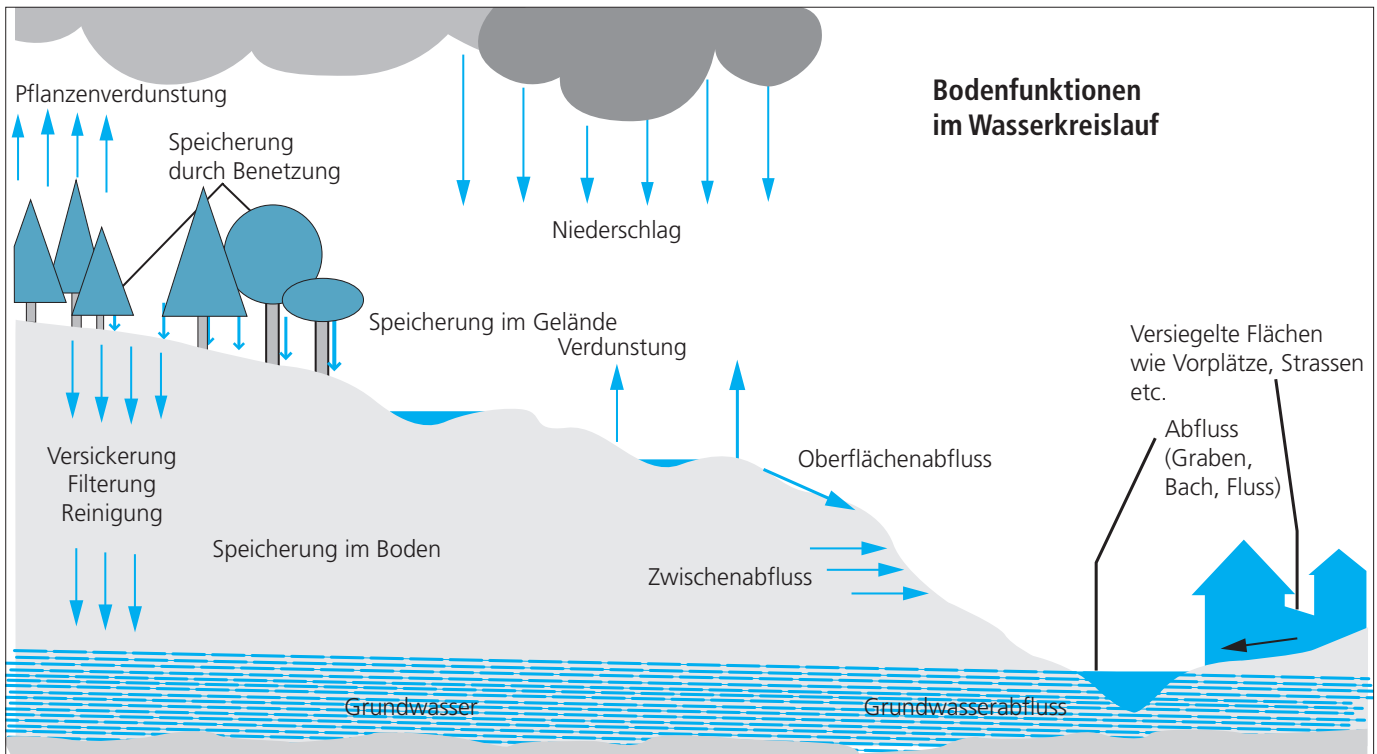 Bodenfunktionen
im Wasserkreislauf
Pflanzenverdunstung
Speicherung
durch Benetzung
Niederschlag
Speicherung im Gelände
Verdunstung
Versiegelte Flächen
wie Vorplätze, Strassen
etc.
Abfluss
(Graben,
Bach, Fluss)
Oberflächenabfluss
Versickerung
Filterung
Reinigung
Speicherung im Boden
Zwischenabfluss
Grundwasser
Grundwasserabfluss